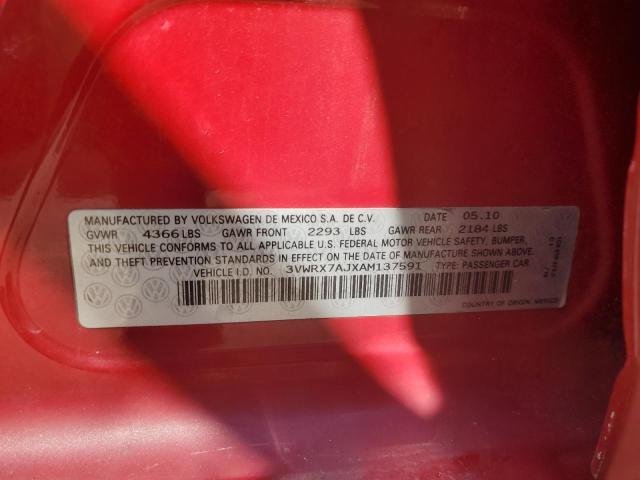 MANUFACTURED BY VOLKSWAGEN DE MEXICO S.A. DE C.V. DATE 05.10
GVWR 4366 LBS GAWR FRONT 2293 LBS GAWR REAR 2184 LBS
THIS VEHICLE CONFORMS TO ALL APPLICABLE U.S. FEDERAL MOTOR VEHICLE SAFETY, BUMPER,
AND THEFT PREVENTION STANDARDS IN EFFECT ON THE DATE OF MANUFACTURE SHOWN ABOVE.
VEHICLE I.D. NO. 3VWRX7AJXAM137591 TYPE: PASSENGER CAR
COUNTRY OF ORIGIN: MEXICO